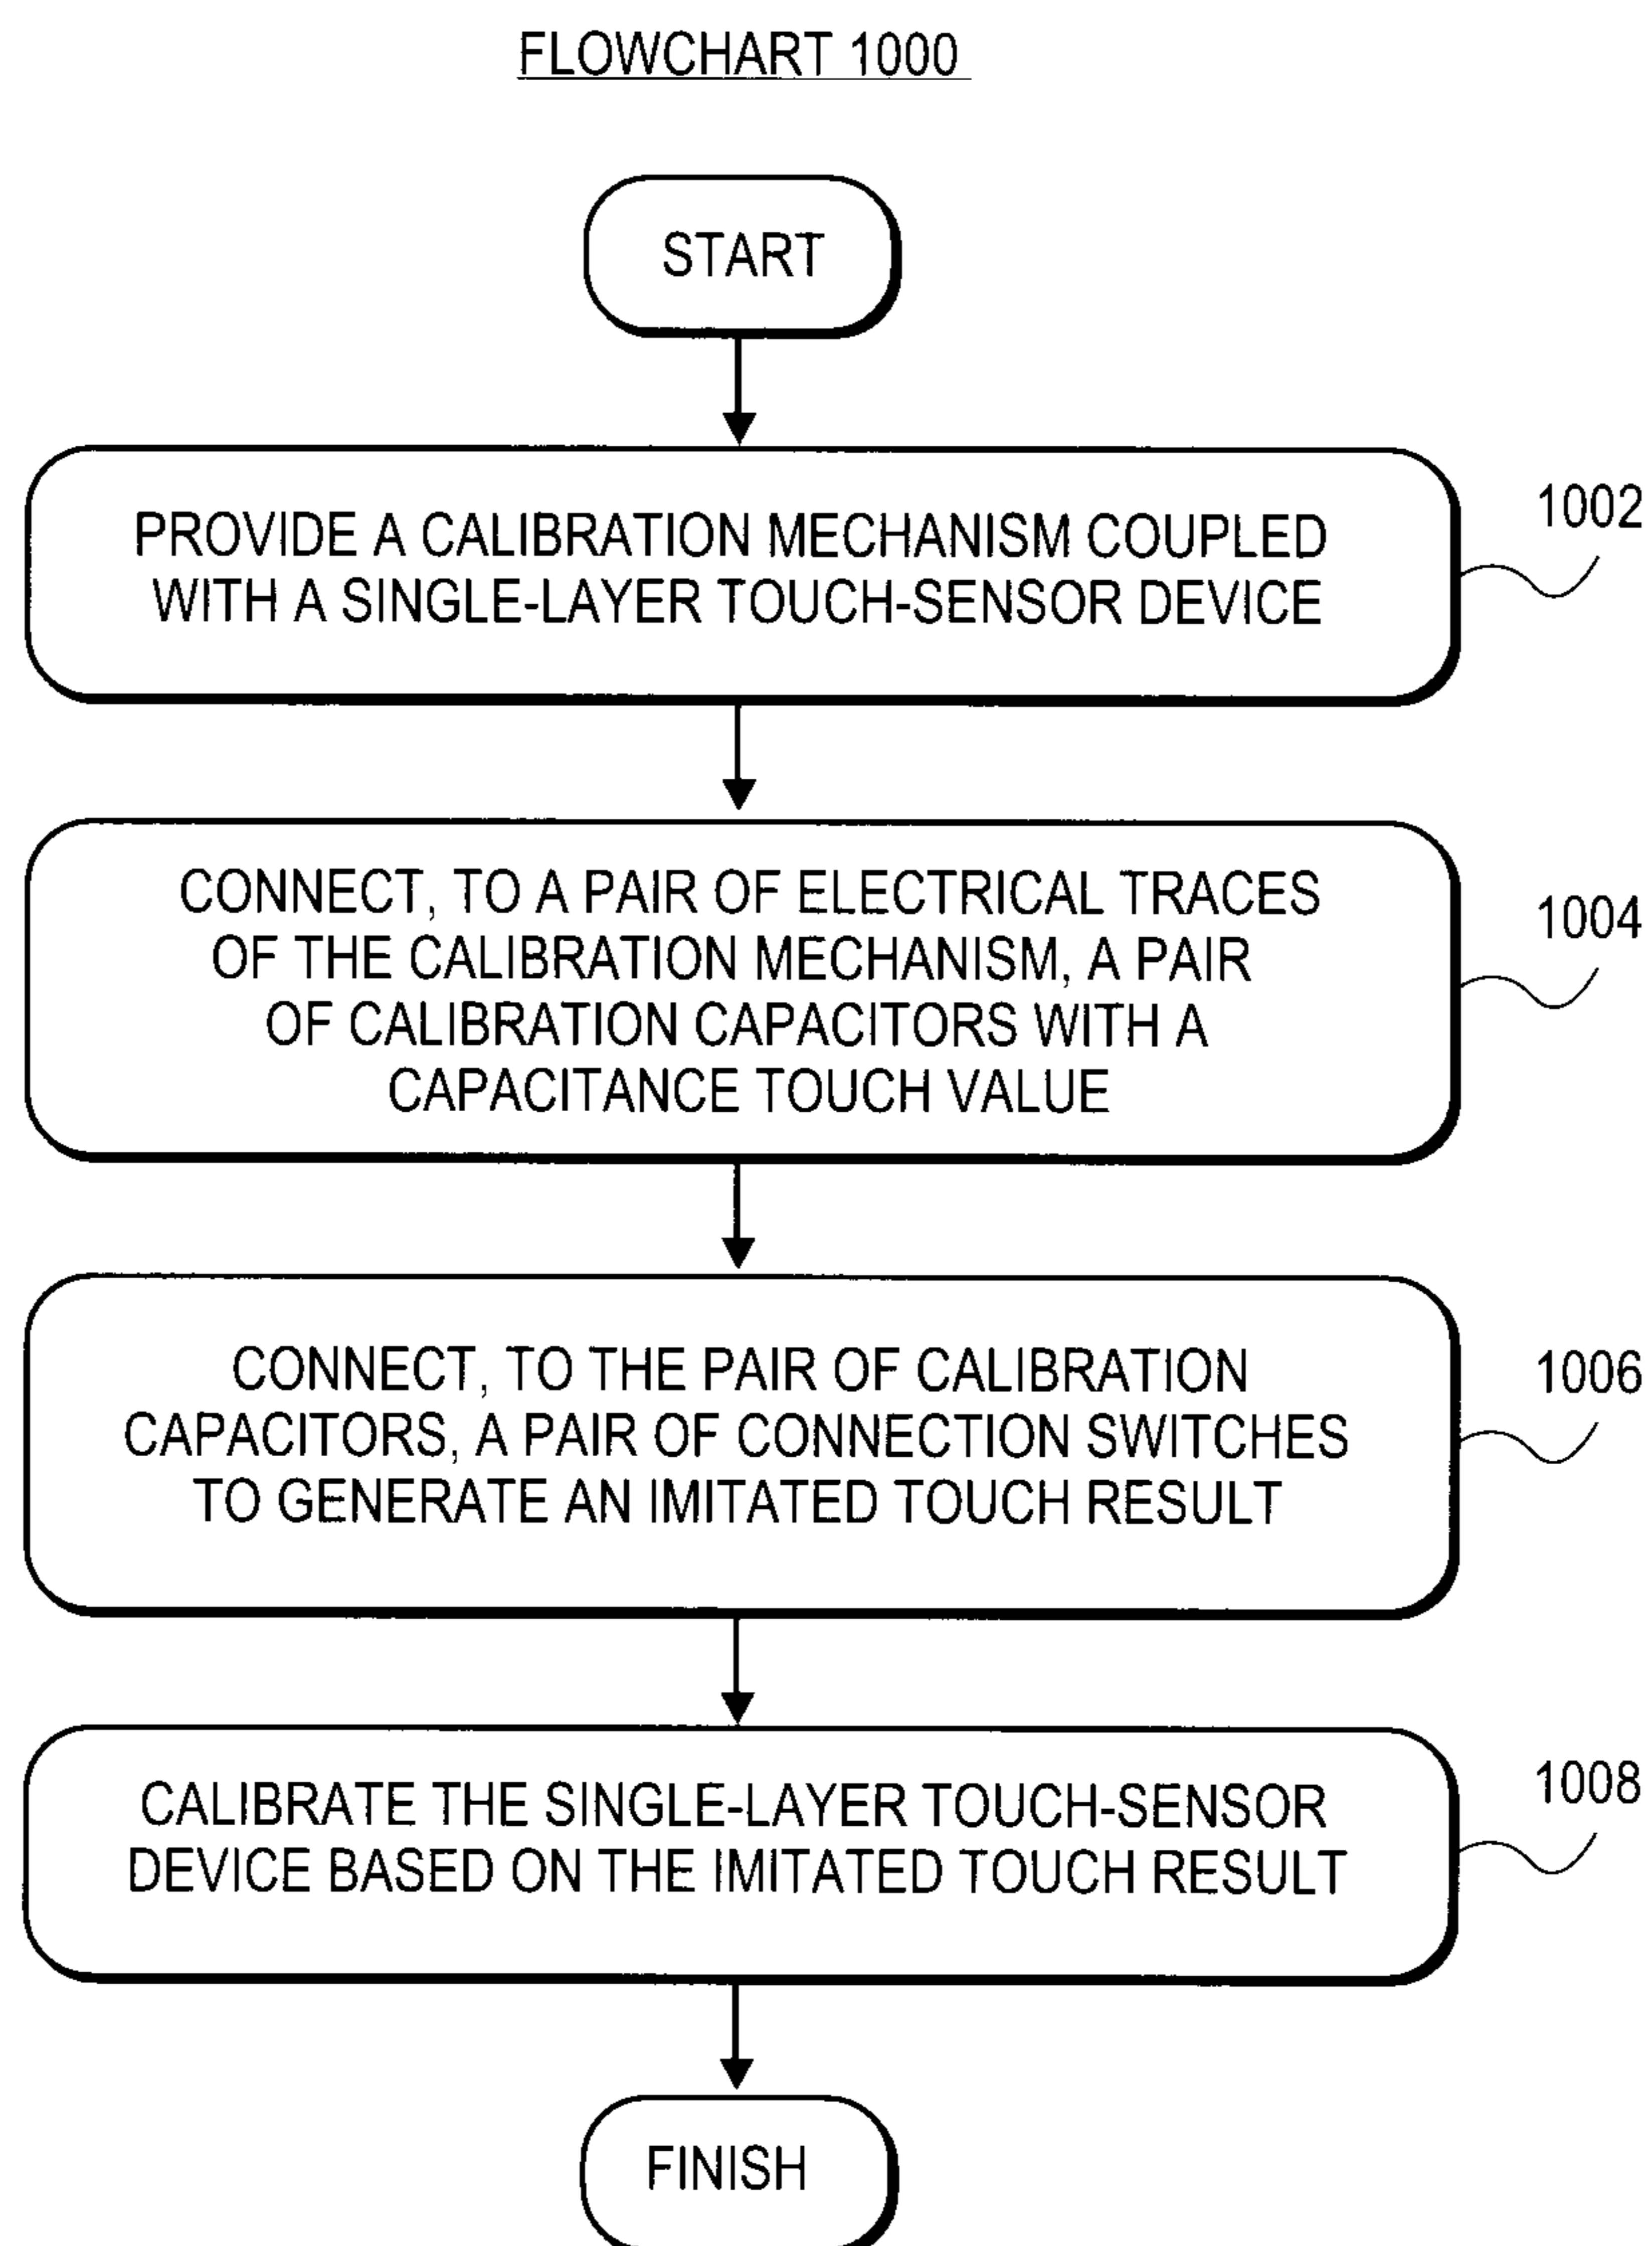 FLOWCHART 1000
START
PROVIDE A CALIBRATION MECHANISM COUPLED
WITH A SINGLE-LAYER TOUCH-SENSOR DEVICE
1002
CONNECT, TO A PAIR OF ELECTRICAL TRACES
OF THE CALIBRATION MECHANISM, A PAIR
OF CALIBRATION CAPACITORS WITH A
CAPACITANCE TOUCH VALUE
1004
CONNECT, TO THE PAIR OF CALIBRATION
CAPACITORS, A PAIR OF CONNECTION SWITCHES
TO GENERATE AN IMITATED TOUCH RESULT
1006
CALIBRATE THE SINGLE-LAYER TOUCH-SENSOR
DEVICE BASED ON THE IMITATED TOUCH RESULT
1008
FINISH